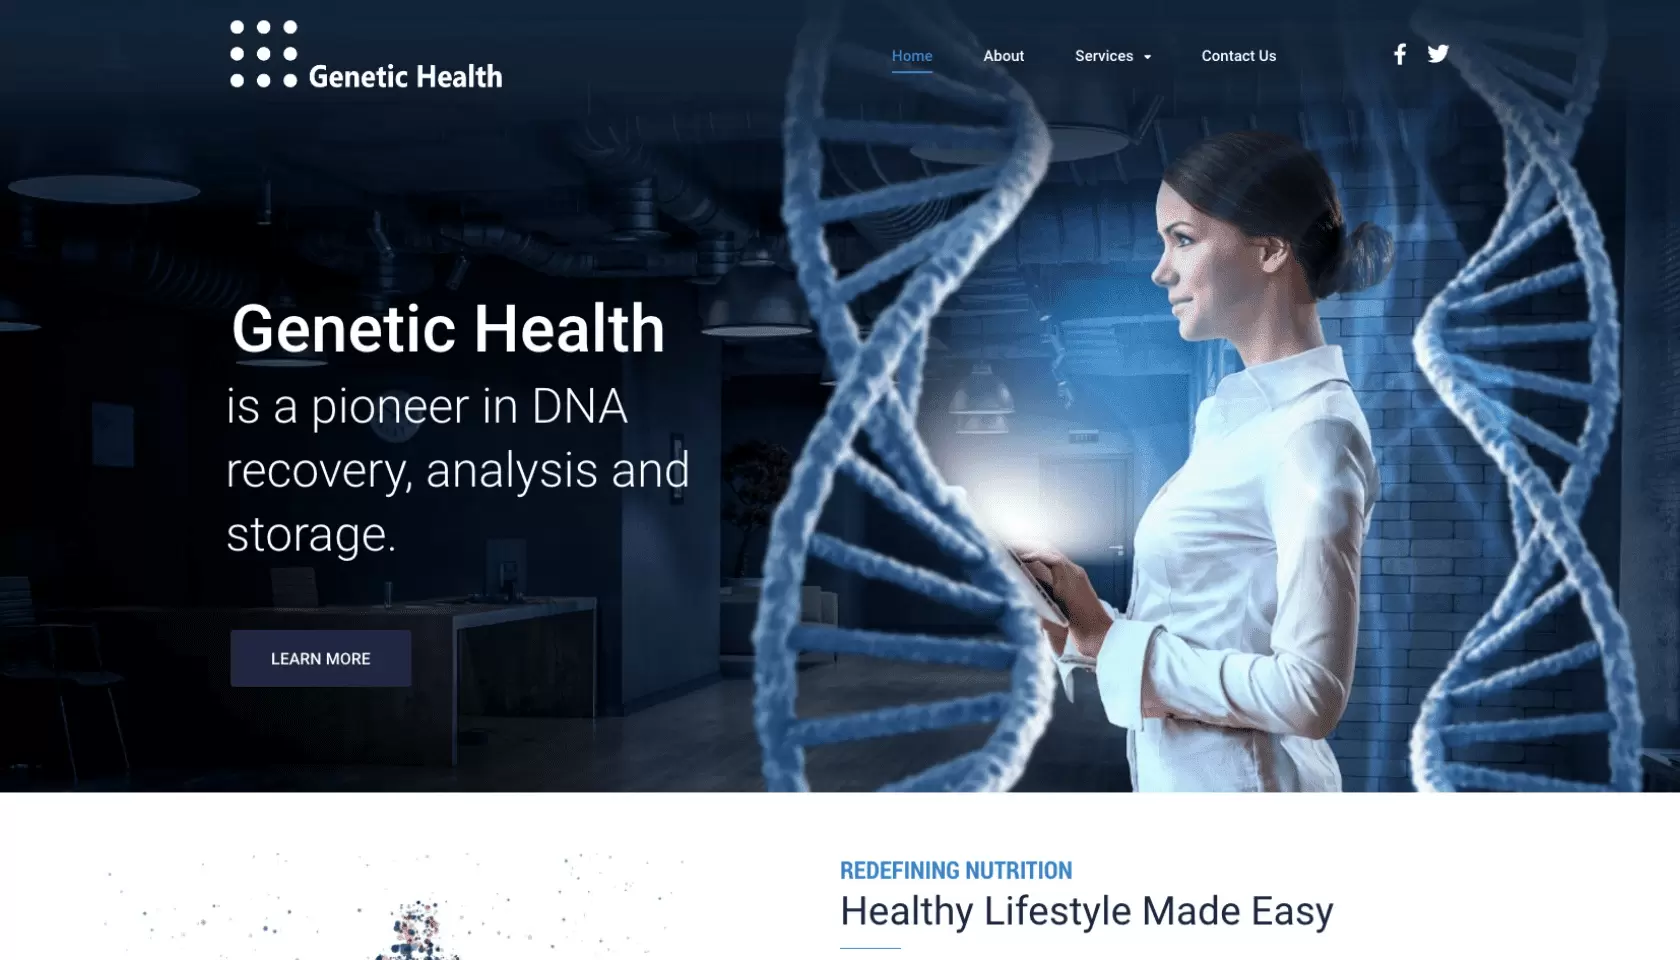 Genetic Health
Home
About
Services
Contact Us
Genetic Health
is a pioneer in DNA
recovery, analysis and
storage.
LEARN MORE
REDEFINING NUTRITION
Healthy Lifestyle Made Easy